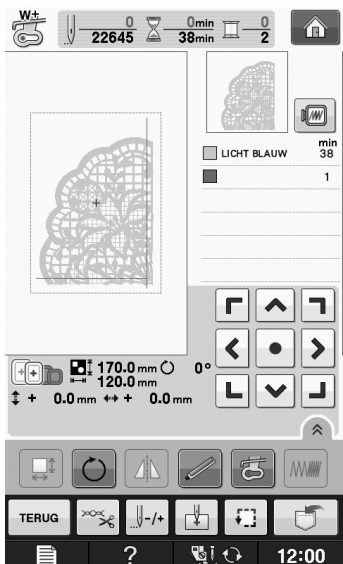 W+
0 0min 0
22645 38min 2
min
LICHT BLAUW 38
1
170.0 mm 0°
120.0 mm
+ 0.0 mm + 0.0 mm
TERUG -/+
? 12:00